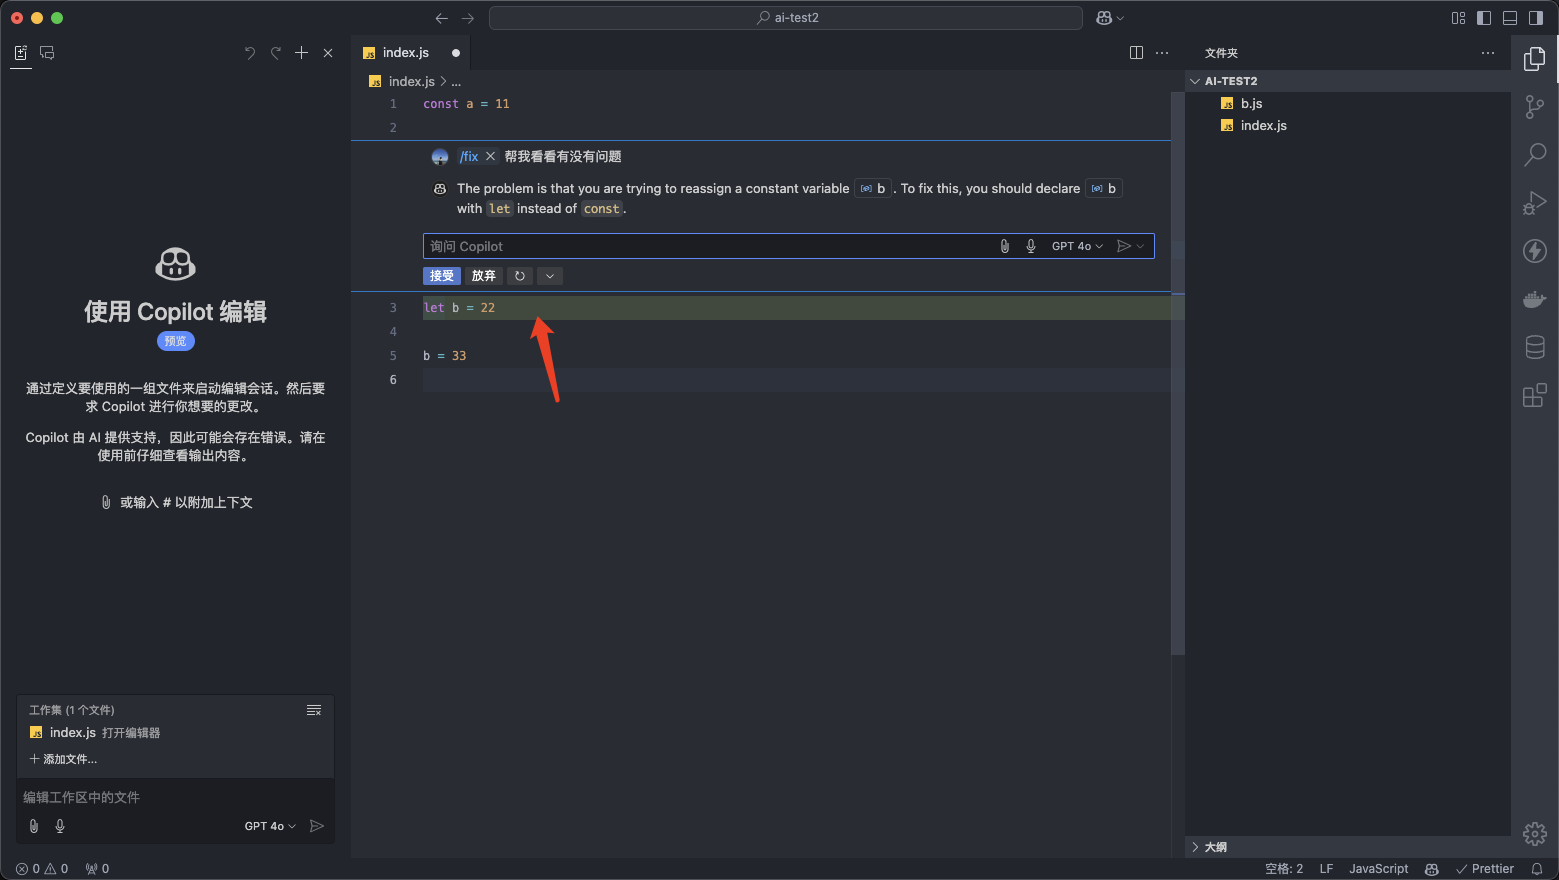 ai-test2
index.js
index.js > ...
1 const a = 11
2
/fix 帮我看看有没有问题
The problem is that you are trying to reassign a constant variable b . To fix this, you should declare b
with let instead of const.
询问 Copilot
GPT 4o
接受 放弃
3 let b = 22
4
5 b = 33
6
使用 Copilot 编辑
预览
通过定义要使用的一组文件来启动编辑会话。然后要
求 Copilot 进行你想要的更改。
Copilot 由 AI 提供支持，因此可能会存在错误。请在
使用前仔细查看输出内容。
或输入 # 以附加上下文
工作集 (1 个文件)
JS index.js 打开编辑器
+ 添加文件...
编辑工作区中的文件
GPT 4o
文件夹
AI-TEST2
JS b.js
JS index.js
大纲
0 0 0
空格: 2 LF JavaScript Prettier